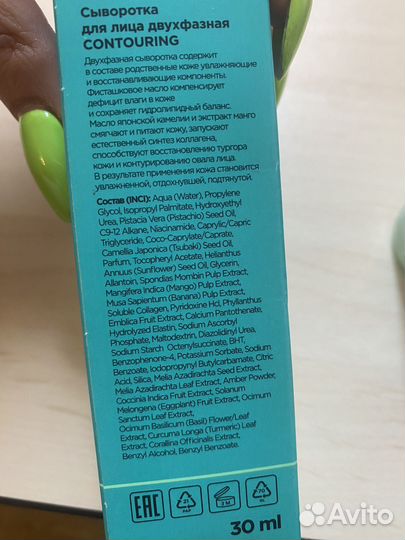 Сыворотка
для лица двухфазная
CONTOURING
Двухфазная сыворотка содержит
в составе родственные коже увлажняющие
и восстанавливающие компоненты.
Фисташковое масло компенсирует
дефицит влаги в коже
и сохраняет гидролипидный баланс.
Масло японской камелии и экстракт манго
смягчают и питают кожу, запускают
естественный синтез коллагена,
способствуют восстановлению тургора
кожи и контурированию овала лица.
В результате применения кожа становится
увлажненной, отдохнувшей, подтянутой.
Состав (INCI): Aqua (Water), Propylene
Glycol, Isopropyl Palmitate, Hydroxyethyl
Urea, Pistacia Vera (Pistachio) Seed Oil,
C9-12 Alkane, Niacinamide, Caprylic/Capric
Triglyceride, Coco-Caprylate/Caprate,
Camellia Japonica (Tsubaki) Seed Oil,
Parfum, Tocopheryl Acetate, Helianthus
Annuus (Sunflower) Seed Oil, Glycerin,
Allantoin, Spondias Mombin Pulp Extract,
Mangifera Indica (Mango) Pulp Extract,
Musa Sapientum (Banana) Pulp Extract,
Soluble Collagen, Pyridoxine Hcl, Phyllanthus
Emblica Fruit Extract, Calcium Pantothenate,
Hydrolyzed Elastin, Sodium Ascorbyl
Phosphate, Maltodextrin, Diazolidinyl Urea,
Sodium Starch Octenylsuccinate, BHT,
Benzophenone-4, Potassium Sorbate, Sodium
Benzoate, Iodopropynyl Butylcarbamate, Citric
Acid, Silica, Melia Azadirachta Seed Extract,
Melia Azadirachta Leaf Extract, Amber Powder,
Coccinia Indica Fruit Extract, Solanum
Melongena (Eggplant) Fruit Extract, Ocimum
Sanctum Leaf Extract,
Ocimum Basilicum (Basil) Flower/Leaf
Extract, Curcuma Longa (Turmeric) Leaf
Extract, Corallina Officinalis Extract,
Benzyl Alcohol, Benzyl Benzoate.
EAC 21 PAP 3 M 70
30 ml
Avito